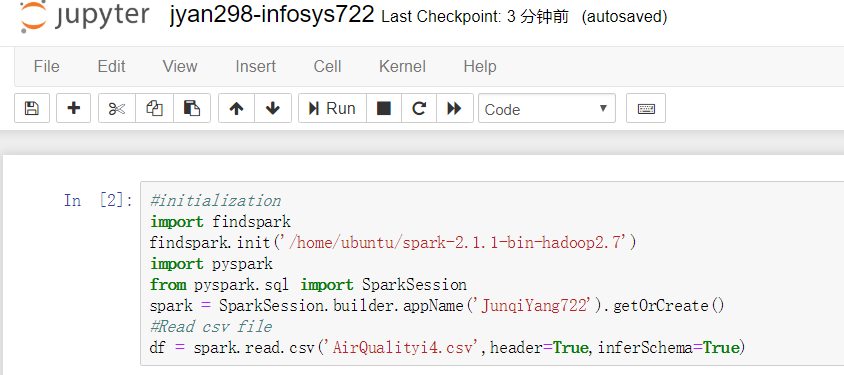 jupyter jyan298-infosys722 Last Checkpoint: 3 分钟前 (autosaved)
File Edit View Insert Cell Kernel Help
Run Code
In [2]: #initialization
import findspark
findspark.init('/home/ubuntu/spark-2.1.1-bin-hadoop2.7')
import pyspark
from pyspark.sql import SparkSession
spark = SparkSession.builder.appName('JunqiYang722').getOrCreate()
#Read csv file
df = spark.read.csv('AirQualityi4.csv',header=True,inferSchema=True)